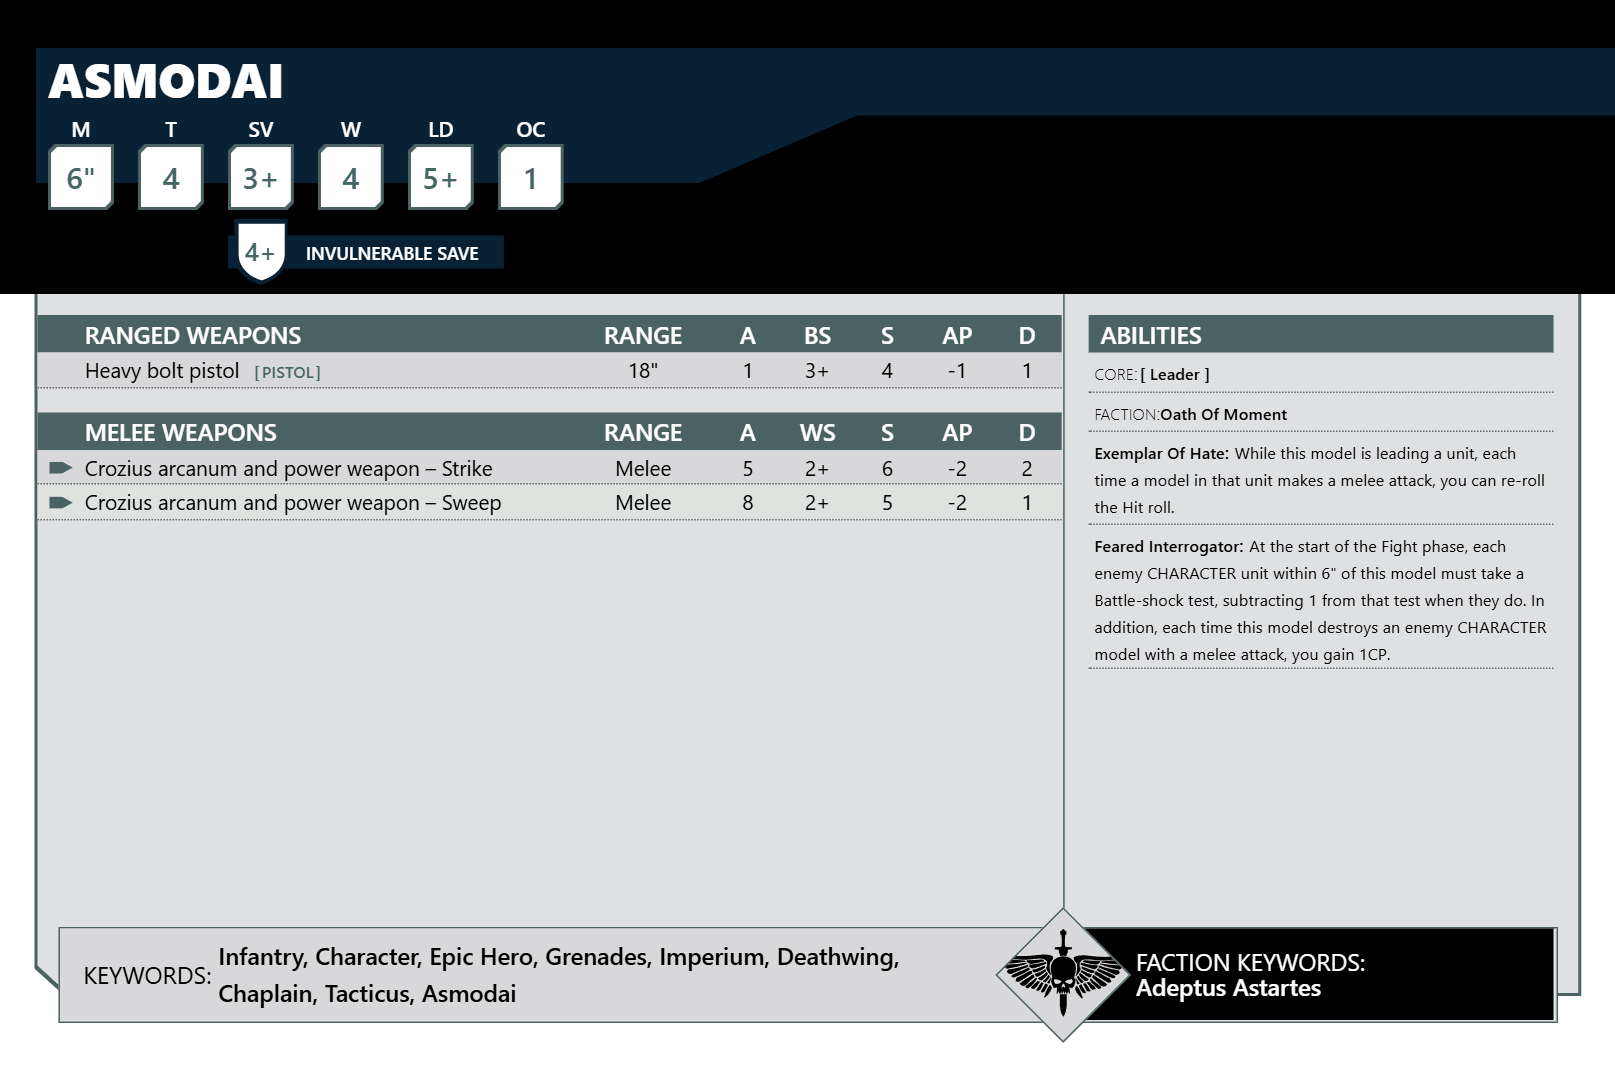 ASMODAI
M T SV W LD OC
6" 4 3+ 4 5+ 1
4+ INVULNERABLE SAVE
RANGED WEAPONS RANGE A BS S AP D
Heavy bolt pistol [PISTOL] 18" 1 3+ 4 -1 1
MELEE WEAPONS RANGE A WS S AP D
Crozius arcanum and power weapon – Strike Melee 5 2+ 6 -2 2
Crozius arcanum and power weapon – Sweep Melee 8 2+ 5 -2 1
ABILITIES
CORE: [ Leader ]
FACTION: Oath Of Moment
Exemplar Of Hate: While this model is leading a unit, each
time a model in that unit makes a melee attack, you can re-roll
the Hit roll.
Feared Interrogator: At the start of the Fight phase, each
enemy CHARACTER unit within 6" of this model must take a
Battle-shock test, subtracting 1 from that test when they do. In
addition, each time this model destroys an enemy CHARACTER
model with a melee attack, you gain 1CP.
KEYWORDS: Infantry, Character, Epic Hero, Grenades, Imperium, Deathwing,
Chaplain, Tacticus, Asmodai
FACTION KEYWORDS:
Adeptus Astartes